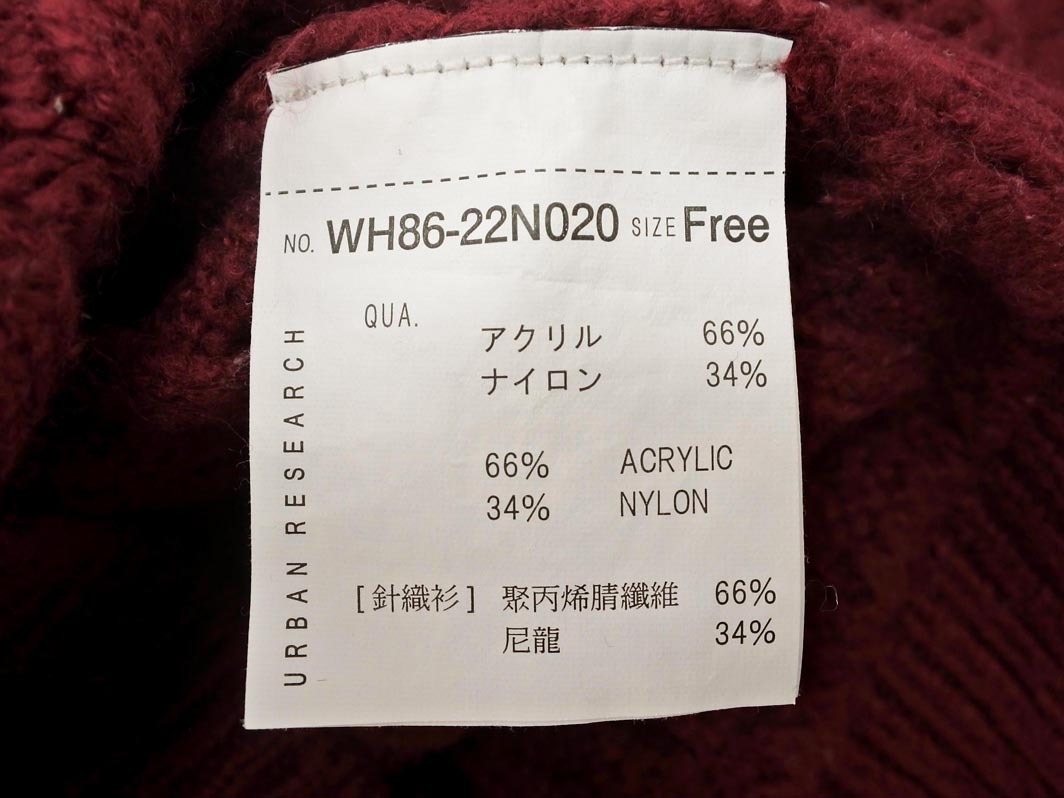 NO. WH86-22N020 SIZE Free
QUA.
アクリル 66%
ナイロン 34%
66% ACRYLIC
34% NYLON
[針織衫] 聚丙烯腈纖維 66%
尼龍 34%
URBAN RESEARCH